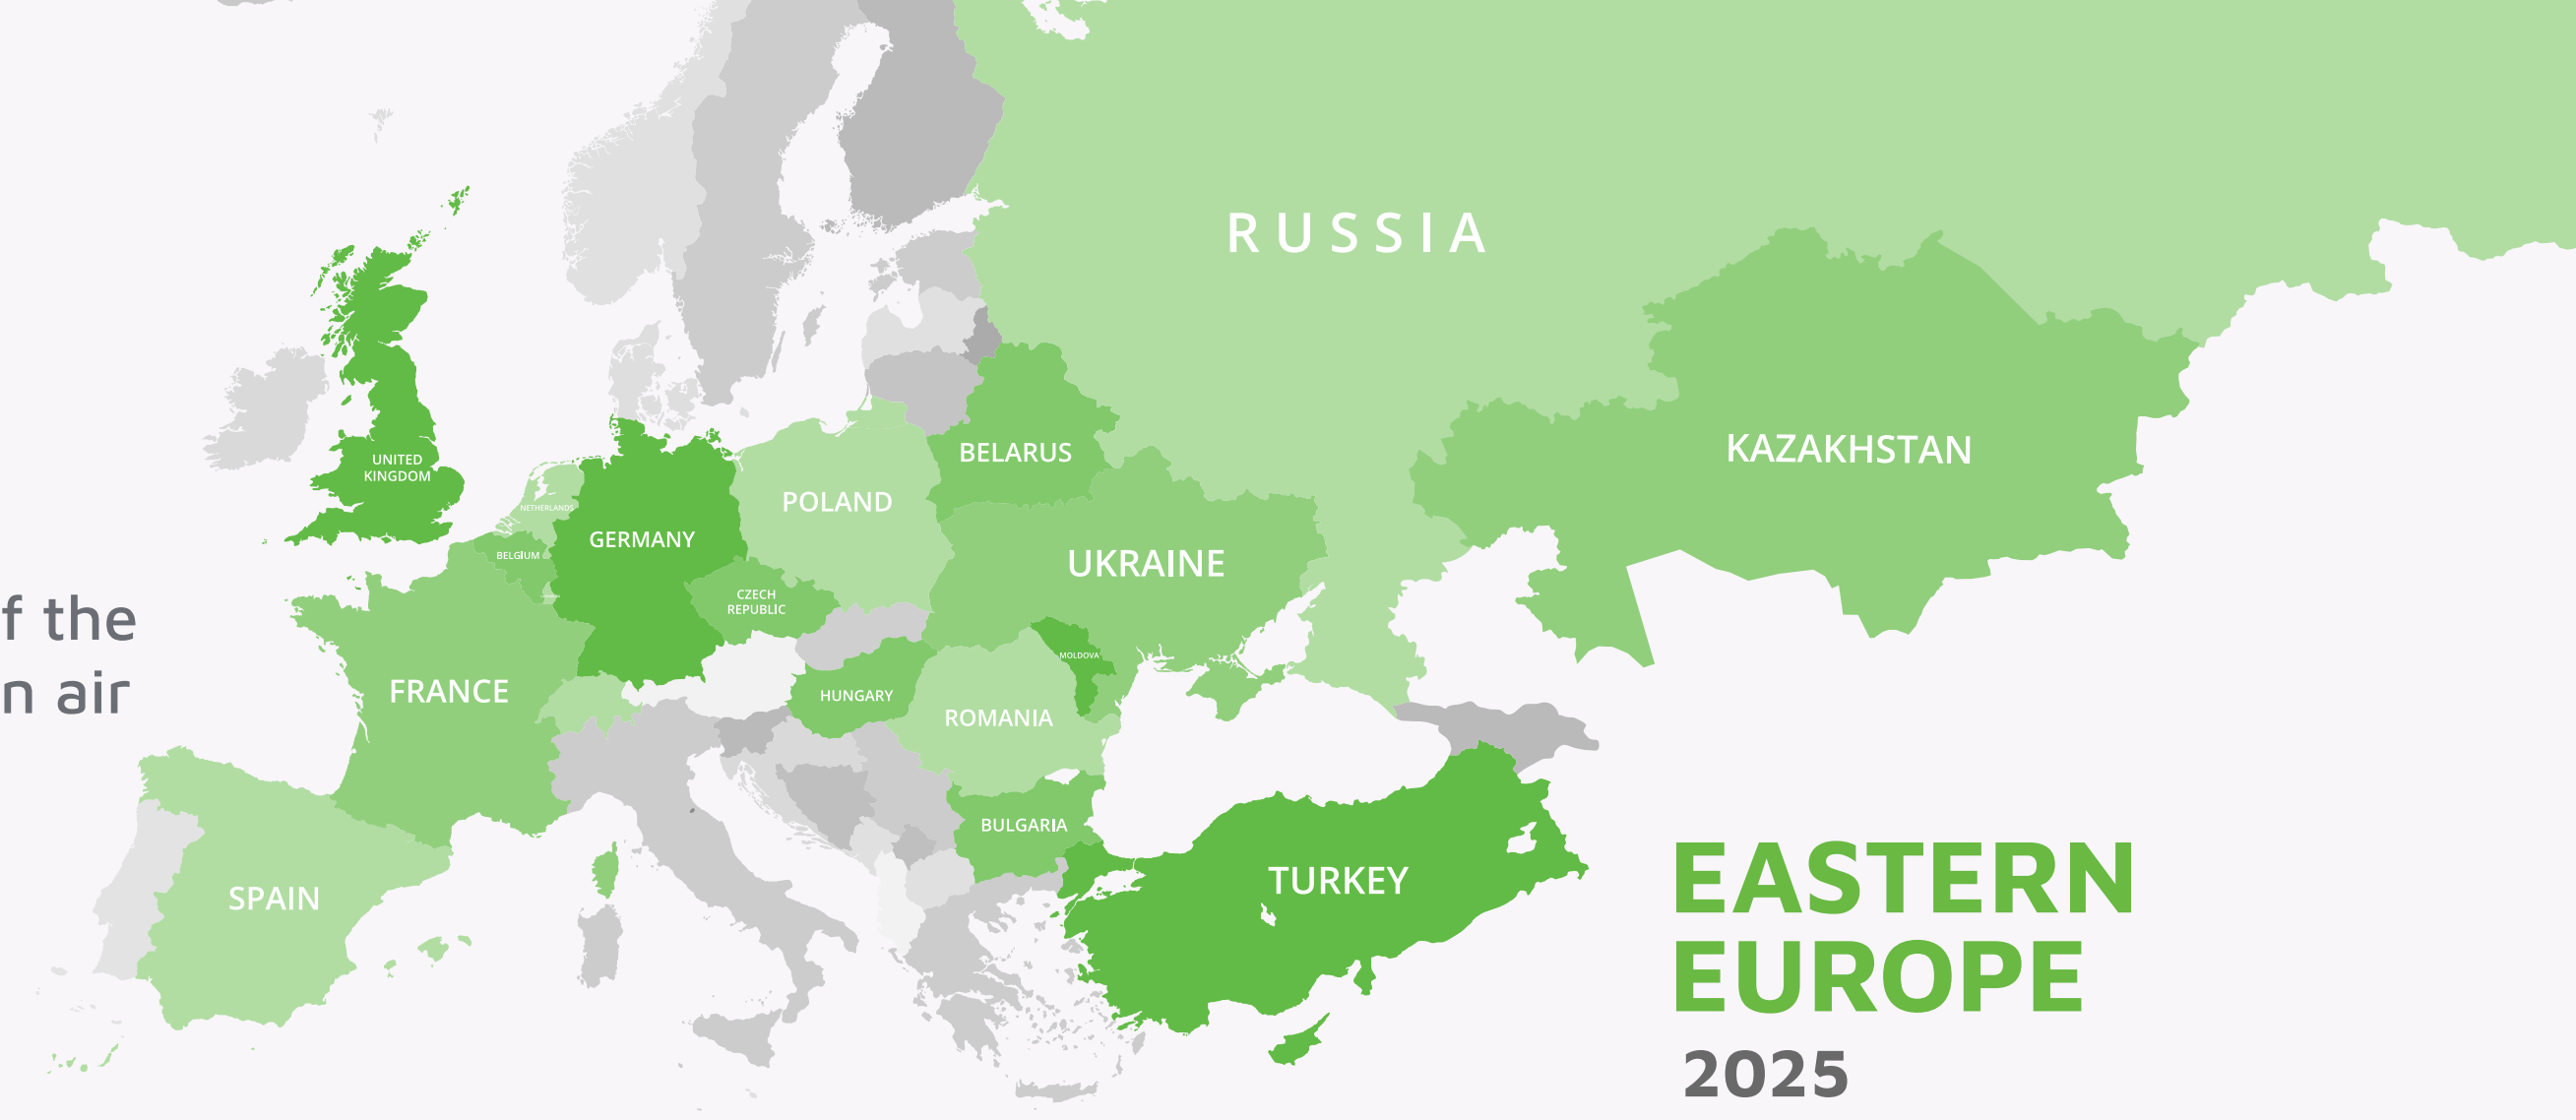 RUSSIA
KAZAKHSTAN
BELARUS
UNITED
KINGDOM
POLAND
NETHERLANDS
GERMANY
BELGIUM
UKRAINE
CZECH
REPUBLIC
f the
n air
MOLDOVA
FRANCE
HUNGARY
ROMANIA
BULGARIA
TURKEY
SPAIN
EASTERN
EUROPE
2025